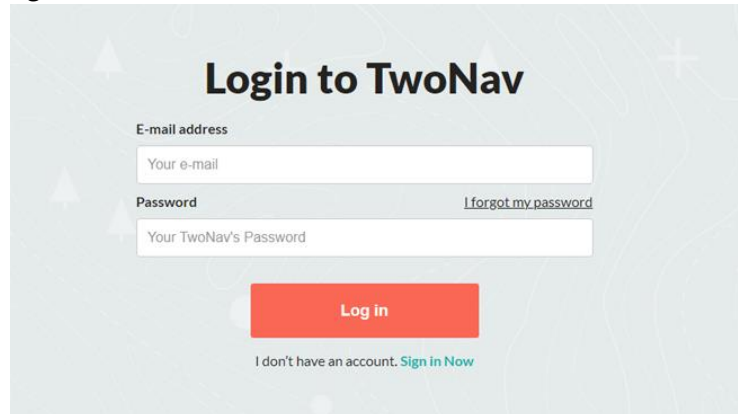 Login to TwoNav
E-mail address
Your e-mail
Password I forgot my password
Your TwoNav's Password
Log in
I don't have an account. Sign in Now